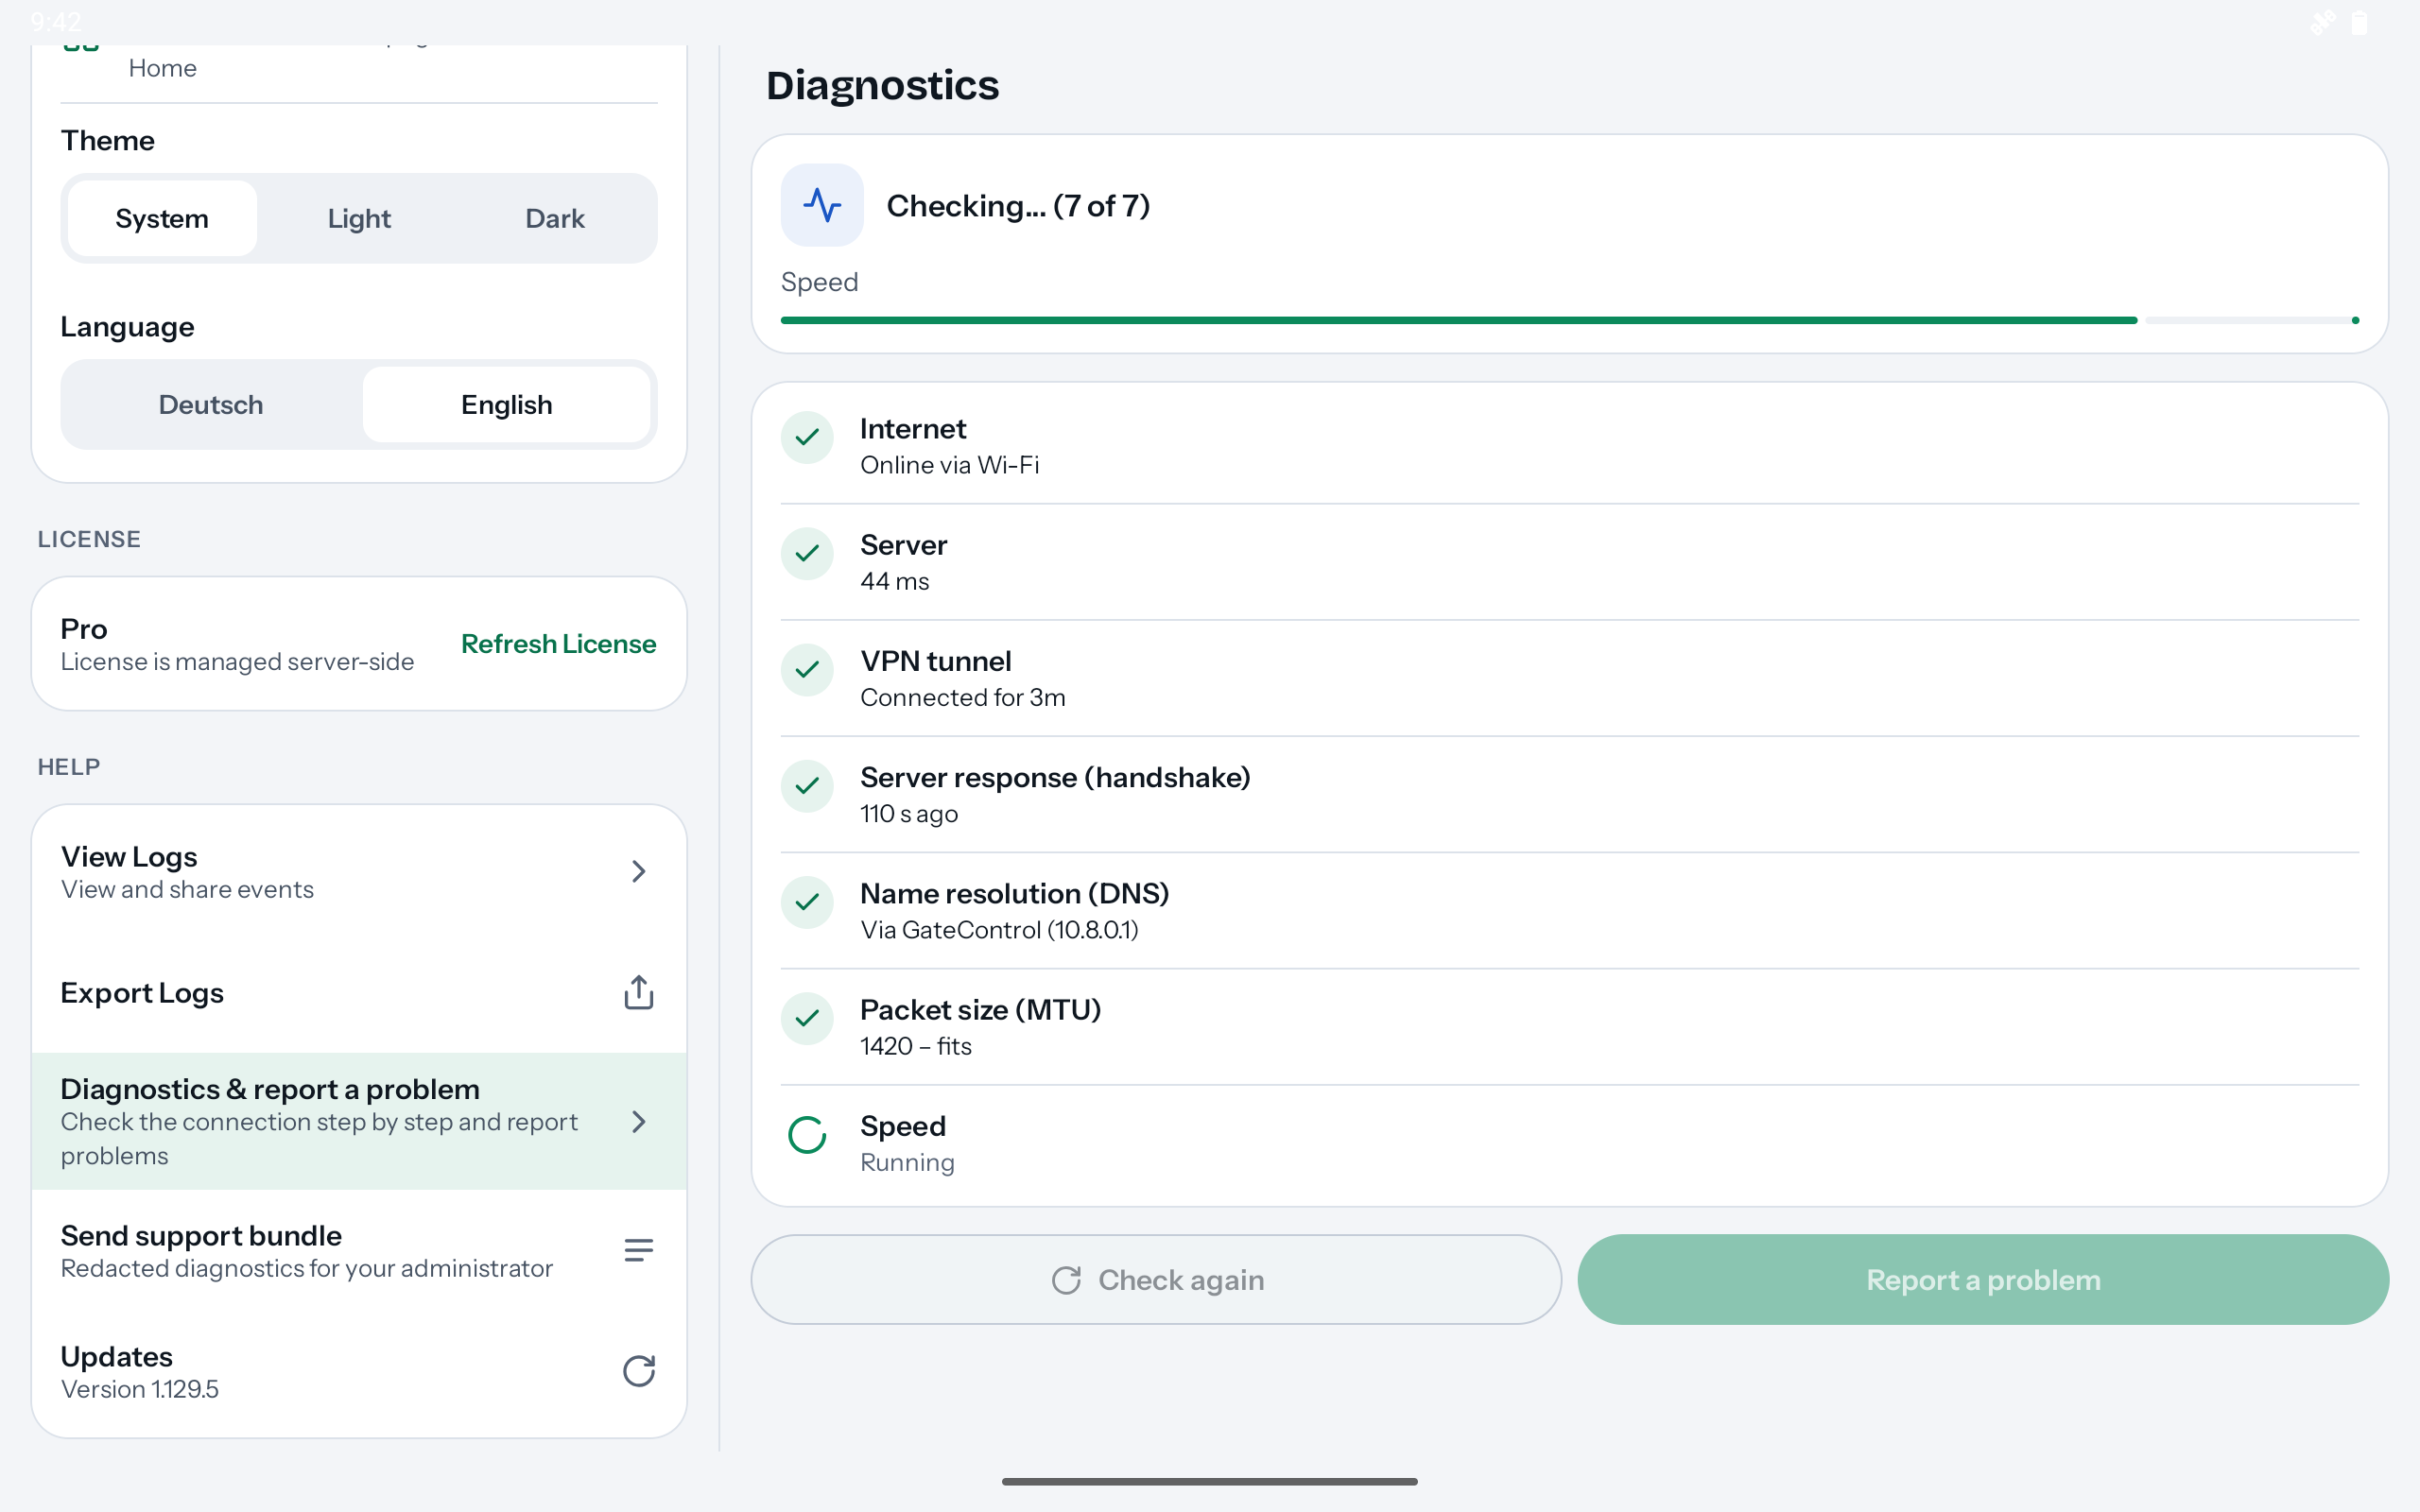 9:42
Home
Theme
System
Light
Dark
Language
Deutsch
English
LICENSE
Pro
License is managed server-side
Refresh License
HELP
View Logs
View and share events
Export Logs
Diagnostics & report a problem
Check the connection step by step and report
problems
Send support bundle
Redacted diagnostics for your administrator
Updates
Version 1.129.5
Diagnostics
Checking... (7 of 7)
Speed
Internet
Online via Wi-Fi
Server
44 ms
VPN tunnel
Connected for 3m
Server response (handshake)
110 s ago
Name resolution (DNS)
Via GateControl (10.8.0.1)
Packet size (MTU)
1420 – fits
Speed
Running
Check again
Report a problem